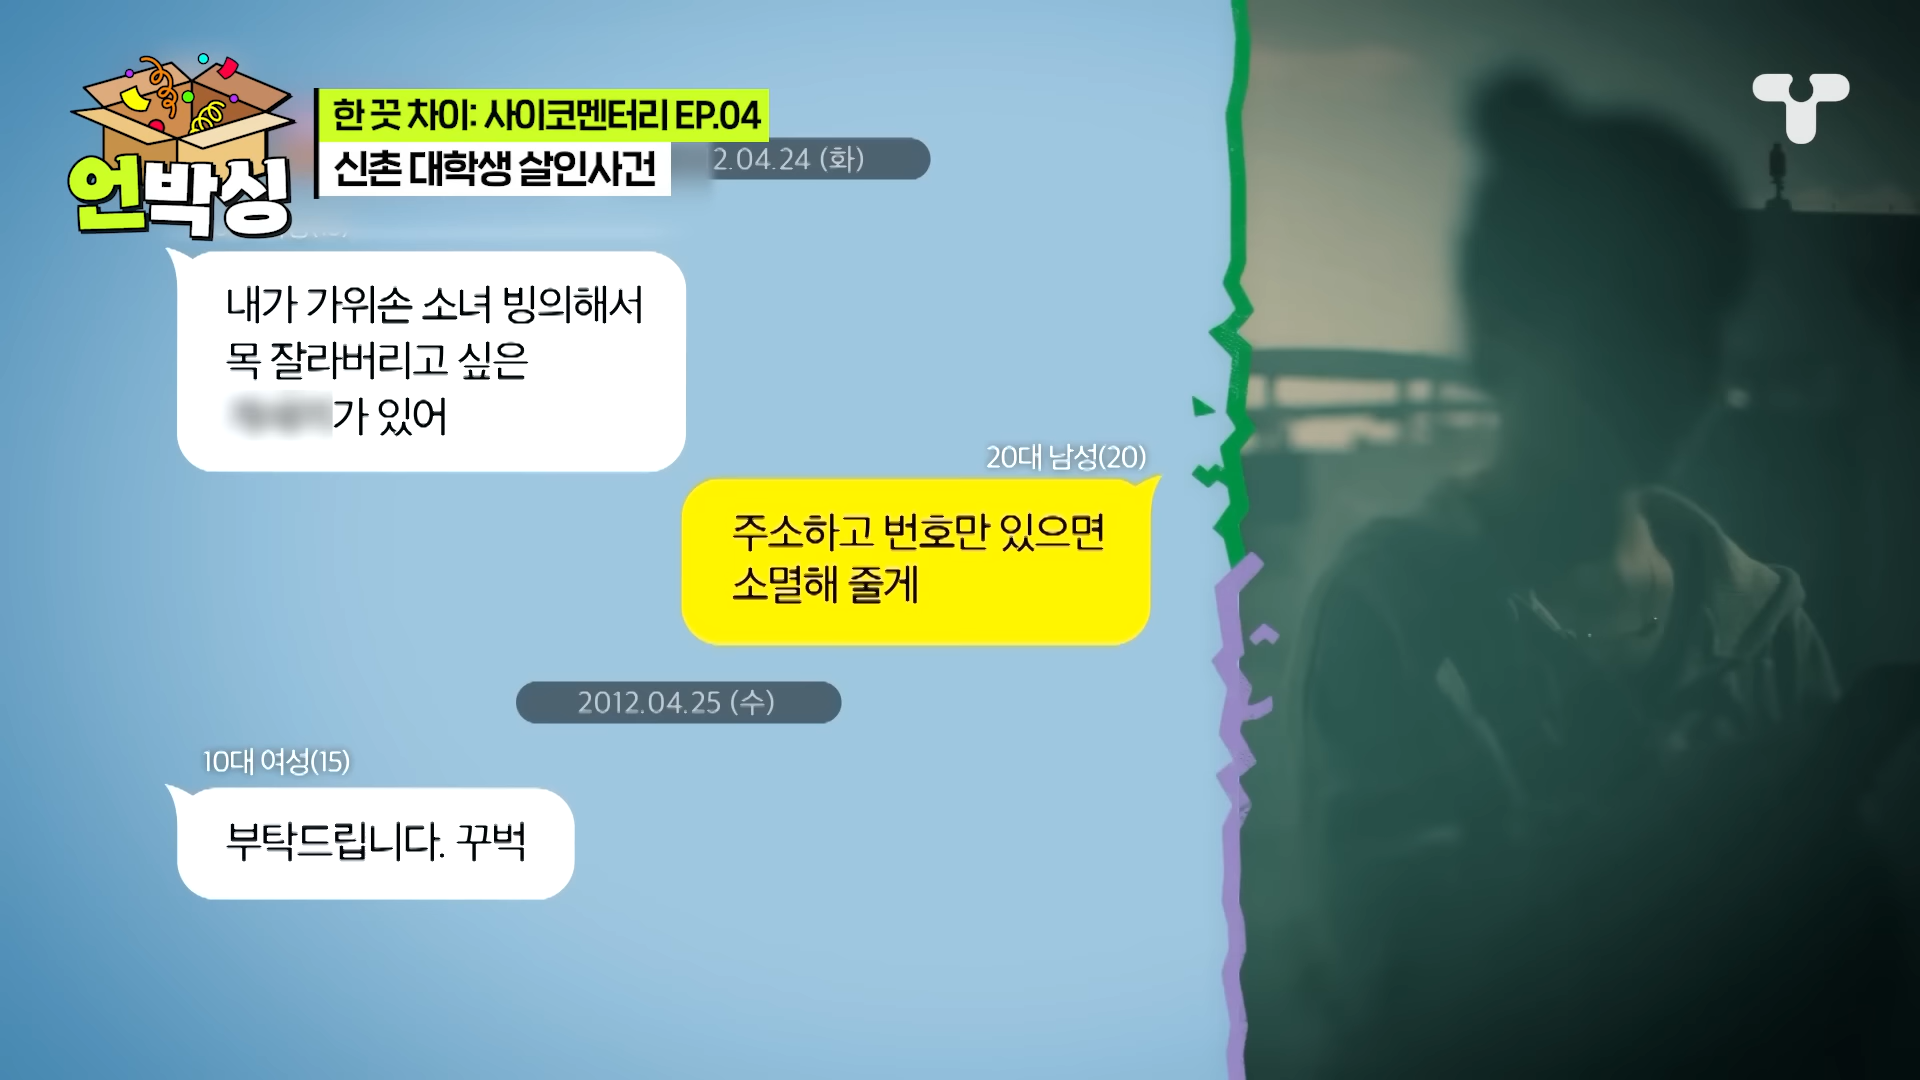 언박싱
한 끗 차이: 사이코멘터리 EP.04
신촌 대학생 살인사건
2.04.24 (화)
내가 가위손 소녀 빙의해서
목 잘라버리고 싶은
가 있어
20대 남성(20)
주소하고 번호만 있으면
소멸해 줄게
2012.04.25 (수)
10대 여성(15)
부탁드립니다. 꾸벅